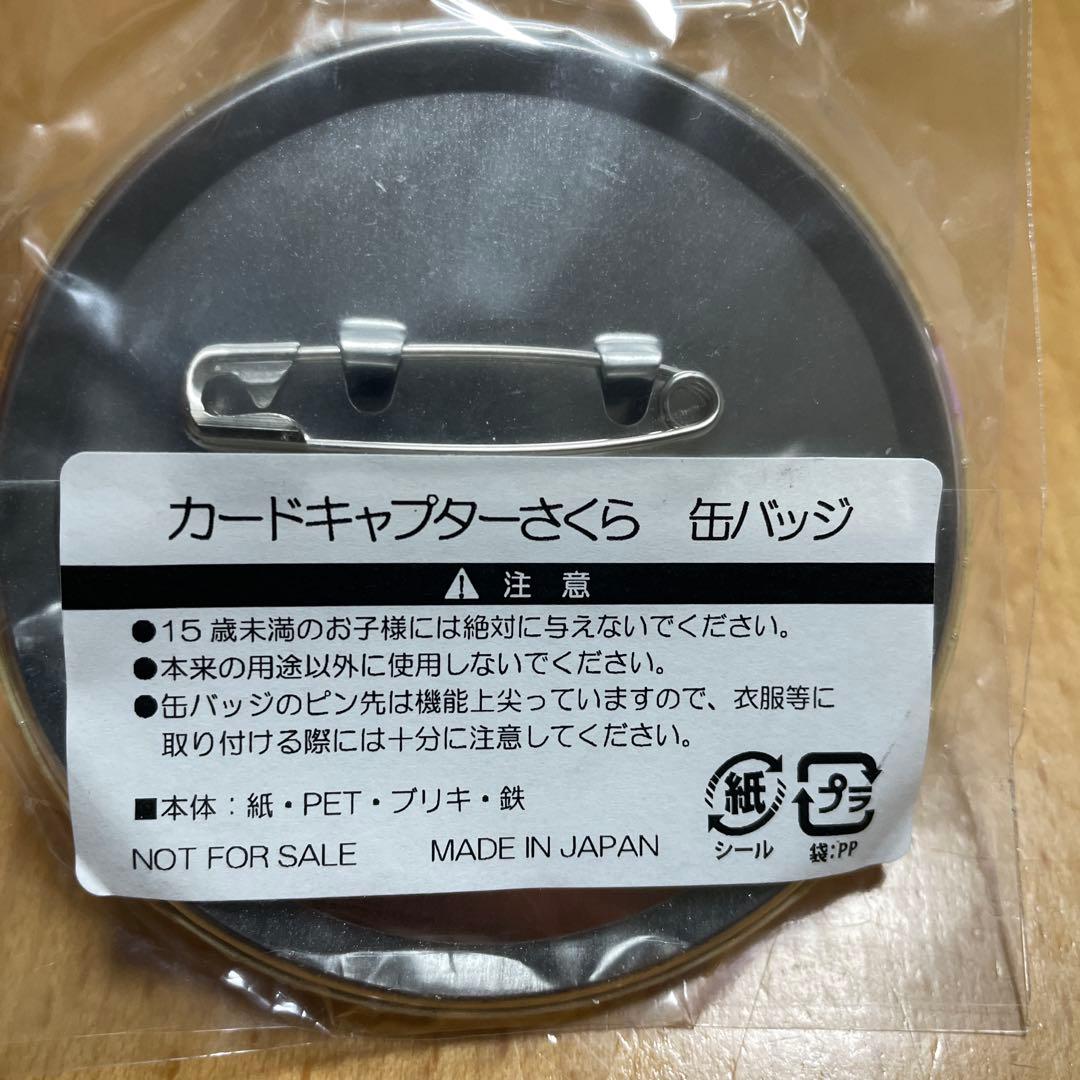 カードキャプターさくら 缶バッジ
注意
●15歳未満のお子様には絶対に与えないでください。
●本来の用途以外に使用しないでください。
●缶バッジのピン先は機能上尖っていますので、衣服等に
取り付ける際には十分に注意してください。
■本体：紙・PET・ブリキ・鉄
紙 プラ
シール 袋:PP
NOT FOR SALE MADE IN JAPAN